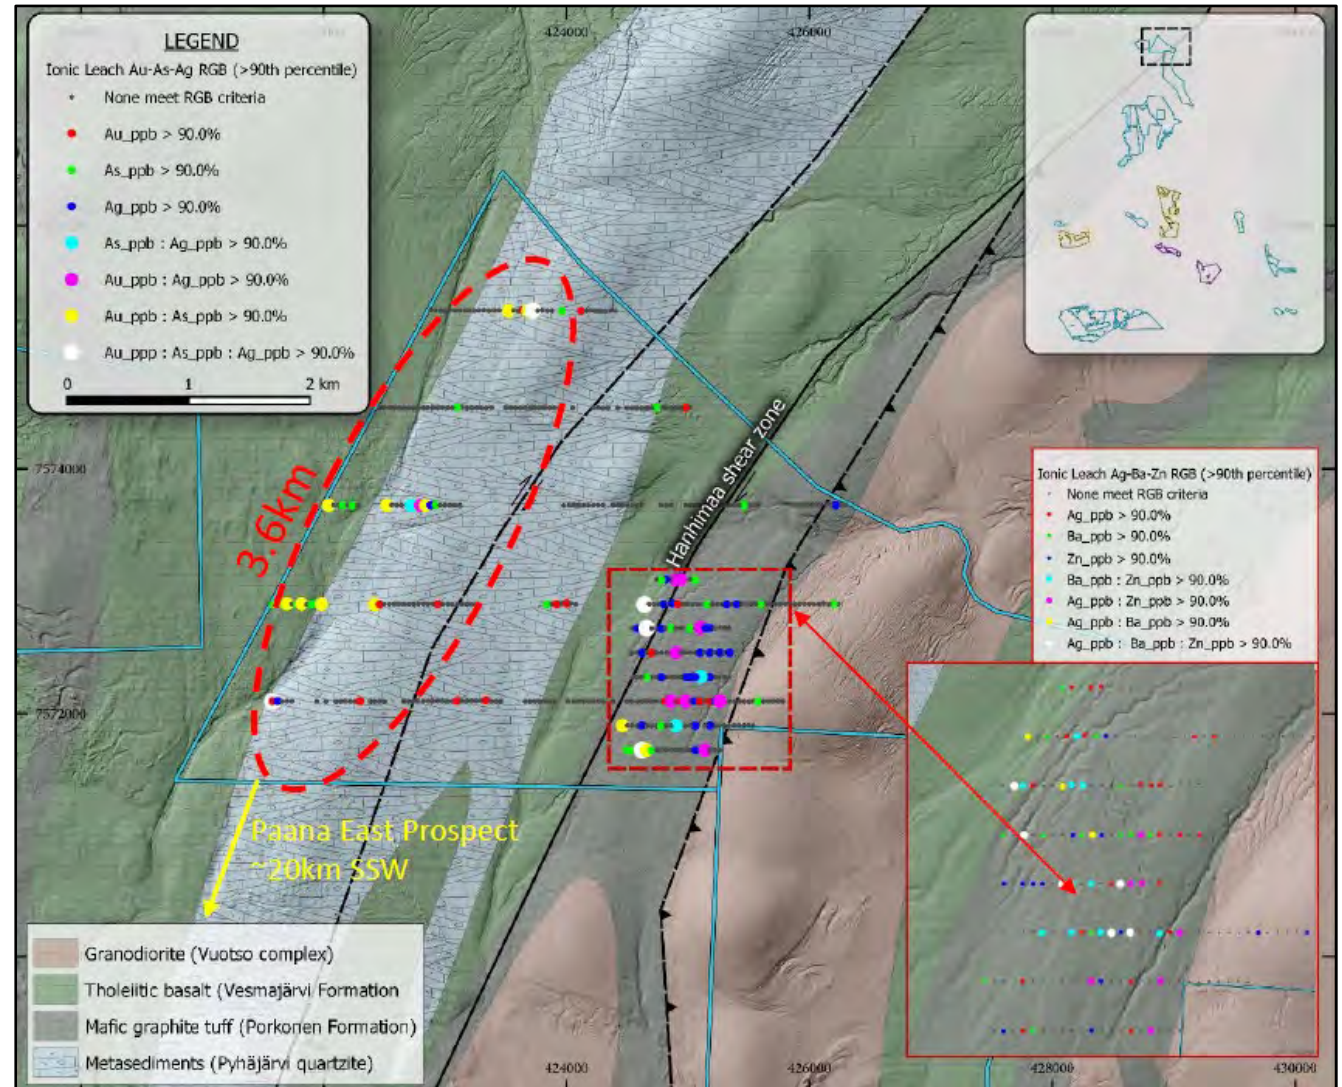 LEGEND
Ionic Leach Au-As-Ag RGB (>90th percentile)
None meet RGB criteria
Au_ppb > 90.0%
As_ppb > 90.0%
Ag_ppb > 90.0%
As_ppb : Ag_ppb > 90.0%
Au_ppb : Ag_ppb > 90.0%
Au_ppb : As_ppb > 90.0%
Au_ppp : As_ppb : Ag_ppb > 90.0%
0 1 2 km
424000
426000
7574000
7572000
3.6km
Hanhimaa shear zone
Ionic Leach Ag-Ba-Zn RGB (>90th percentile)
None meet RGB criteria
Ag_ppb > 90.0%
Ba_ppb > 90.0%
Zn_ppb > 90.0%
Ba_ppb : Zn_ppb > 90.0%
Ag_ppb : Zn_ppb > 90.0%
Ag_ppb : Ba_ppb > 90.0%
Ag_ppb : Ba_ppb : Zn_ppb > 90.0%
Paana East Prospect
~20km SSW
Granodiorite (Vuotso complex)
Tholeiitic basalt (Vesmajärvi Formation
Mafic graphite tuff (Porkonen Formation)
Metasediments (Pyhäjärvi quartzite)
424000
426000
428000
430000